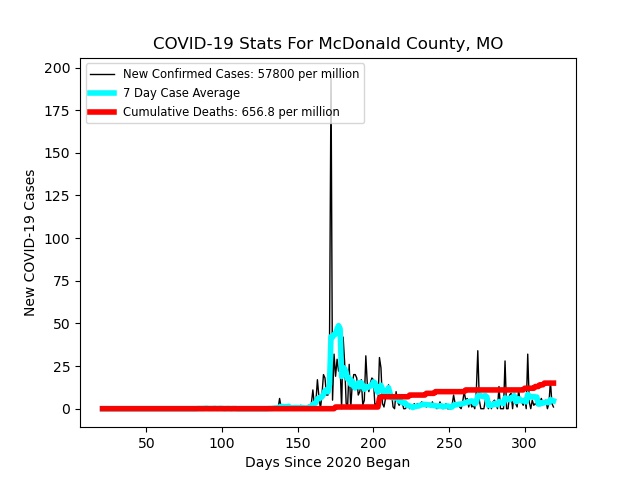 COVID-19 Stats For McDonald County, MO
New Confirmed Cases: 57800 per million
7 Day Case Average
Cumulative Deaths: 656.8 per million
New COVID-19 Cases
200
175
150
125
100
75
50
25
0
50 100 150 200 250 300
Days Since 2020 Began